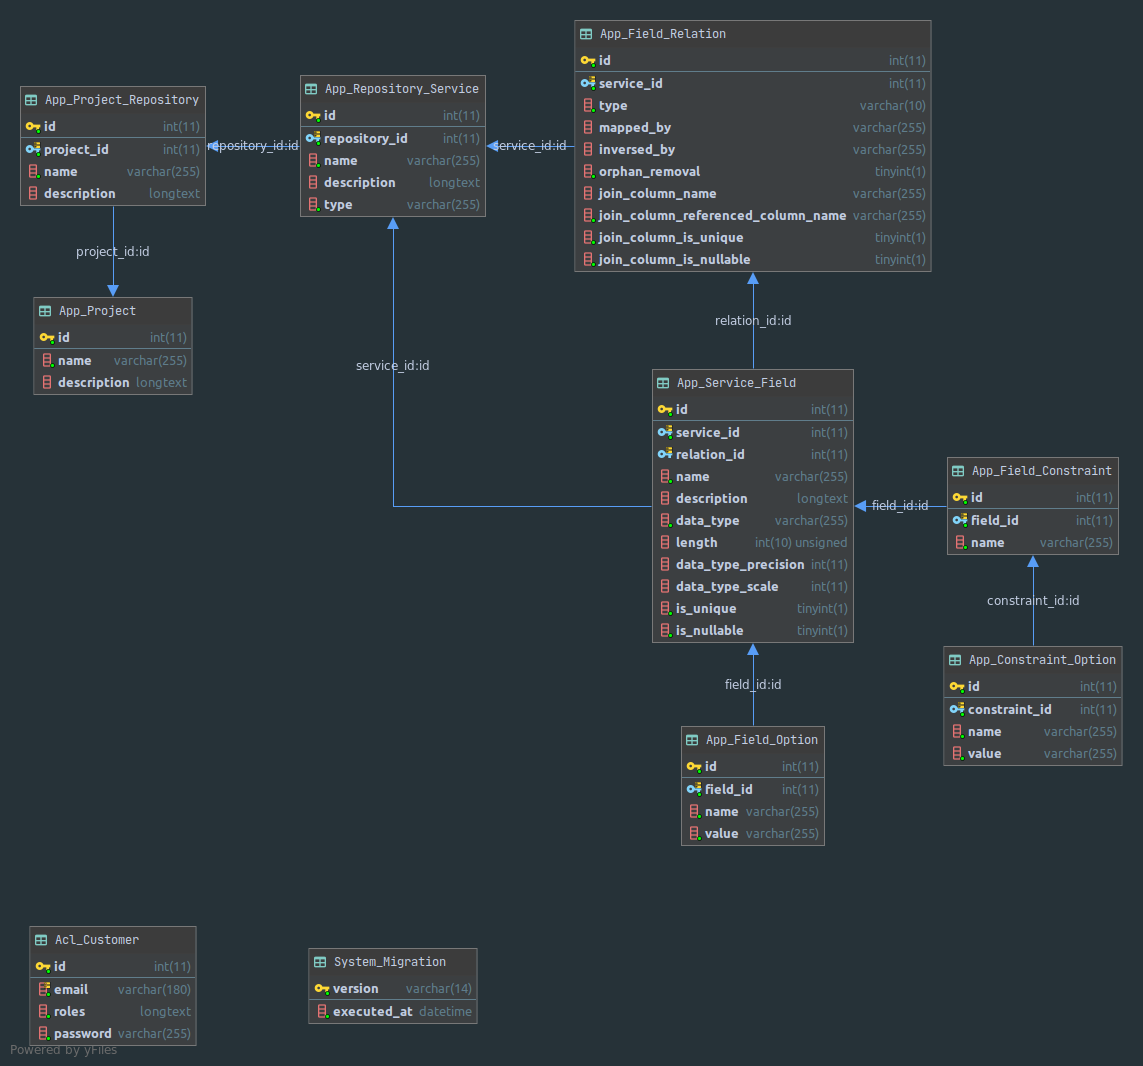 App_Field_Relation
id int(11)
service_id int(11)
type varchar(10)
mapped_by varchar(255)
inversed_by varchar(255)
orphan_removal tinyint(1)
join_column_name varchar(255)
join_column_referenced_column_name varchar(255)
join_column_is_unique tinyint(1)
join_column_is_nullable tinyint(1)
App_Repository_Service
id int(11)
repository_id int(11)
name varchar(255)
description longtext
type varchar(255)
App_Project_Repository
id int(11)
project_id int(11)
name varchar(255)
description longtext
repository_id:id
service_id:id
project_id:id
App_Project
id int(11)
name varchar(255)
description longtext
relation_id:id
service_id:id
App_Service_Field
id int(11)
service_id int(11)
relation_id int(11)
name varchar(255)
description longtext
data_type varchar(255)
length int(10) unsigned
data_type_precision int(11)
data_type_scale int(11)
is_unique tinyint(1)
is_nullable tinyint(1)
field_id:id
App_Field_Constraint
id int(11)
field_id int(11)
name varchar(255)
constraint_id:id
App_Constraint_Option
id int(11)
constraint_id int(11)
name varchar(255)
value varchar(255)
field_id:id
App_Field_Option
id int(11)
field_id int(11)
name varchar(255)
value varchar(255)
Acl_Customer
id int(11)
email varchar(180)
roles longtext
password varchar(255)
System_Migration
version varchar(14)
executed_at datetime
Powered by yFiles